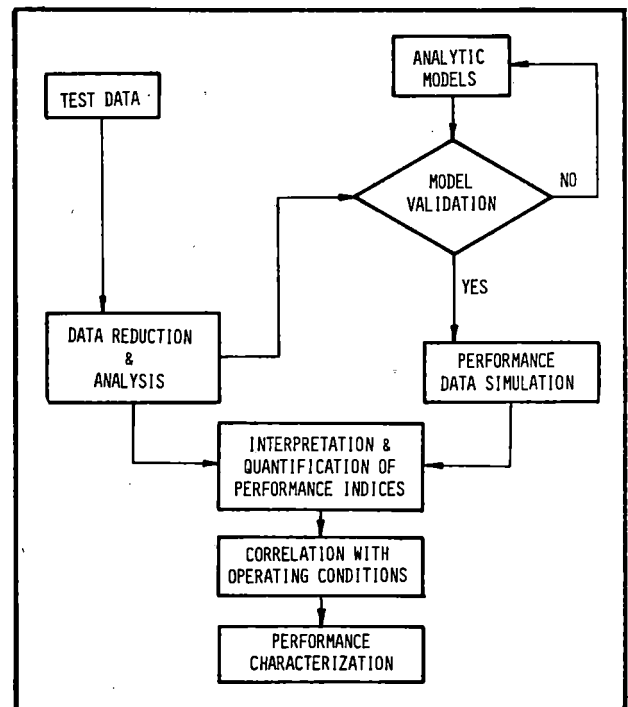 TEST DATA
ANALYTIC
MODELS
MODEL
VALIDATION
NO
YES
DATA REDUCTION
&
ANALYSIS
PERFORMANCE
DATA SIMULATION
INTERPRETATION &
QUANTIFICATION OF
PERFORMANCE INDICES
CORRELATION WITH
OPERATING CONDITIONS
PERFORMANCE
CHARACTERIZATION